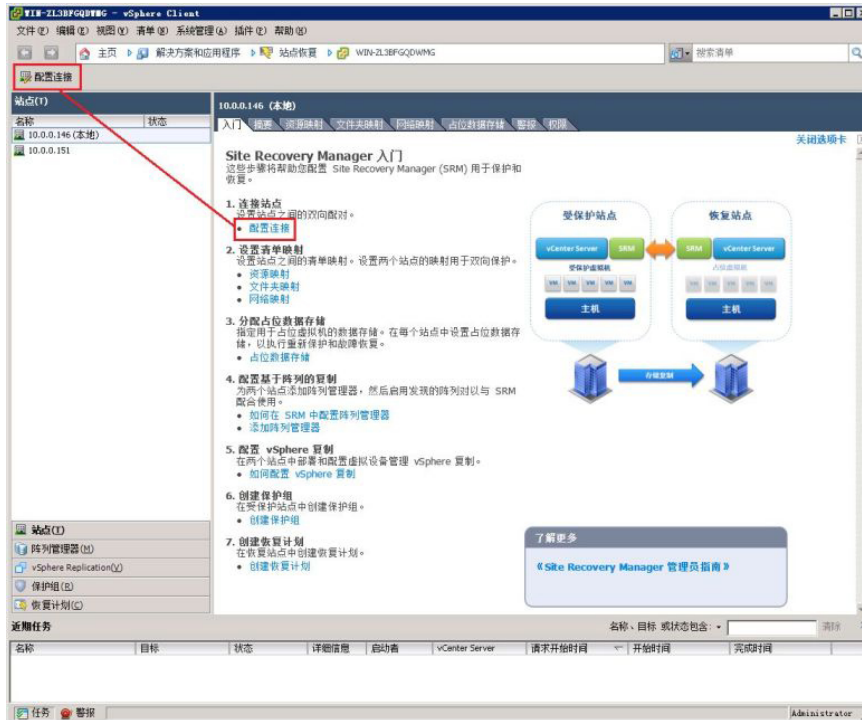 WIN-ZL3BFGQDWMG - vSphere Client
文件(F) 编辑(E) 视图(V) 清单(N) 系统管理(A) 插件(P) 帮助(H)
主页 解决方案和应用程序 站点恢复 WIN-ZL3BFGQDWMG 搜索清单
配置连接
站点(T)
名称 状态
10.0.0.146 (本地)
10.0.0.151
10.0.0.146 (本地)
入门 摘要 资源映射 文件夹映射 网络映射 占位数据存储 警报 权限
关闭选项卡
Site Recovery Manager 入门
这些步骤将帮助您配置 Site Recovery Manager (SRM) 用于保护和
恢复。
1. 连接站点
设置站点之间的双向配对。
• 配置连接
2. 设置清单映射
设置站点之间的清单映射。设置两个站点的映射用于双向保护。
• 资源映射
• 文件夹映射
• 网络映射
3. 分配占位数据存储
指定用于占位虚拟机的数据存储。在每个站点中设置占位数据存
储，以执行重新保护和故障恢复。
• 占位数据存储
4. 配置基于阵列的复制
为两个站点添加阵列管理器，然后启用发现的阵列对以与 SRM
配合使用。
• 如何在 SRM 中配置阵列管理器
• 添加阵列管理器
5. 配置 vSphere 复制
在两个站点中部署和配置虚拟设备管理 vSphere 复制。
• 如何配置 vSphere 复制
6. 创建保护组
在受保护站点中创建保护组。
• 创建保护组
7. 创建恢复计划
在恢复站点中创建恢复计划。
• 创建恢复计划
受保护站点 恢复站点
vCenter Server SRM SRM vCenter Server
受保护虚拟机 占位虚拟机
VM VM VM VM VM VM VM VM VM VM
主机 主机
存储复制
了解更多
《Site Recovery Manager 管理员指南》
站点(T)
阵列管理器(M)
vSphere Replication(V)
保护组(R)
恢复计划(C)
近期任务 名称、目标 或状态包含: 清除
名称 目标 状态 详细信息 启动者 vCenter Server 请求开始时间 开始时间 完成时间
任务 警报 Administrator